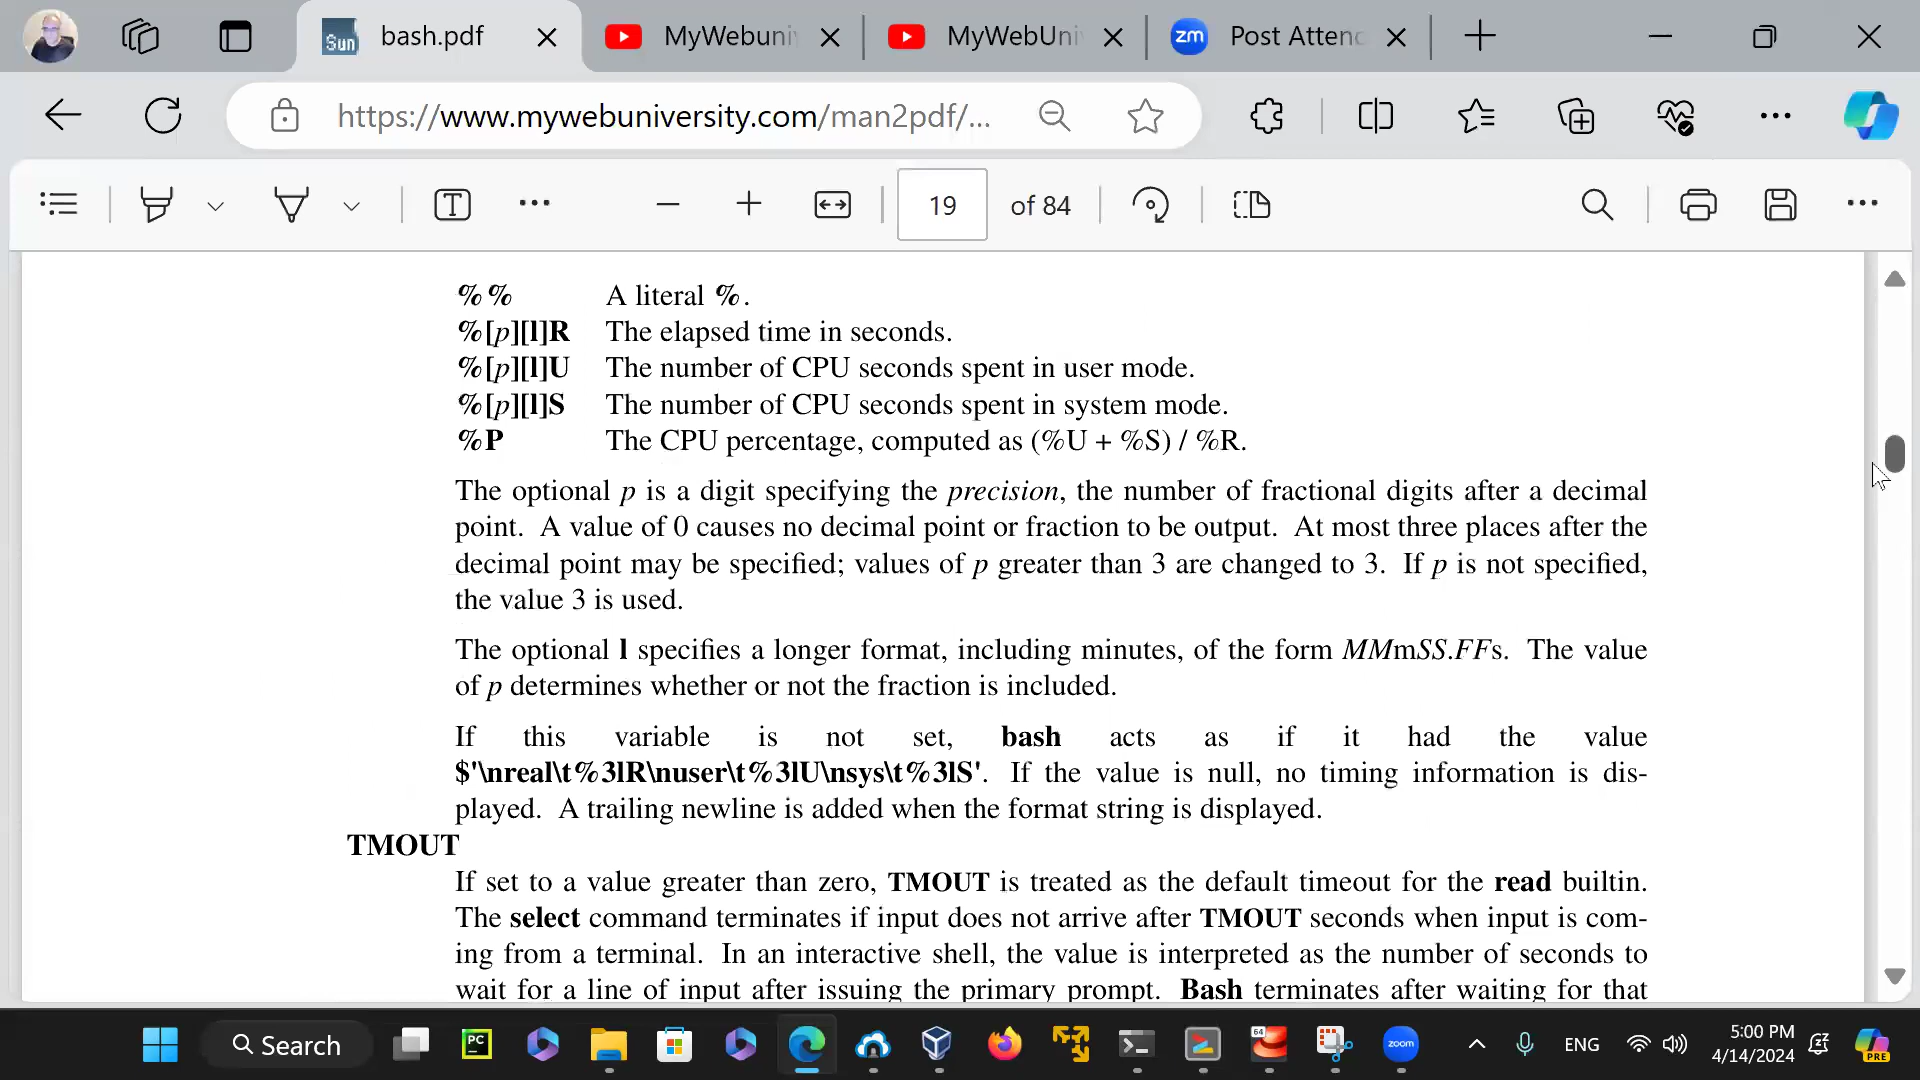 Sun bash.pdf MyWebuni MyWebUni zm Post Attend
https://www.mywebuniversity.com/man2pdf/...
19 of 84
%% A literal %.
%[p][l]R The elapsed time in seconds.
%[p][l]U The number of CPU seconds spent in user mode.
%[p][l]S The number of CPU seconds spent in system mode.
%P The CPU percentage, computed as (%U + %S) / %R.
The optional p is a digit specifying the precision, the number of fractional digits after a decimal
point. A value of 0 causes no decimal point or fraction to be output. At most three places after the
decimal point may be specified; values of p greater than 3 are changed to 3. If p is not specified,
the value 3 is used.
The optional l specifies a longer format, including minutes, of the form MMmSS.FFs. The value
of p determines whether or not the fraction is included.
If this variable is not set, bash acts as if it had the value
$'\nreal\t%3lR\nuser\t%3lU\nsys\t%3lS'. If the value is null, no timing information is dis-
played. A trailing newline is added when the format string is displayed.
TMOUT
If set to a value greater than zero, TMOUT is treated as the default timeout for the read builtin.
The select command terminates if input does not arrive after TMOUT seconds when input is com-
ing from a terminal. In an interactive shell, the value is interpreted as the number of seconds to
wait for a line of input after issuing the primary prompt. Bash terminates after waiting for that
Search PC 64 zoom ENG 5:00 PM
4/14/2024 PRE